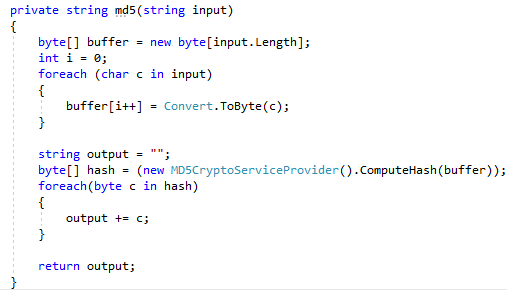 private string md5(string input)
{
    byte[] buffer = new byte[input.Length];
    int i = 0;
    foreach (char c in input)
    {
        buffer[i++] = Convert.ToByte(c);
    }

    string output = "";
    byte[] hash = (new MD5CryptoServiceProvider().ComputeHash(buffer));
    foreach(byte c in hash)
    {
        output += c;
    }

    return output;
}